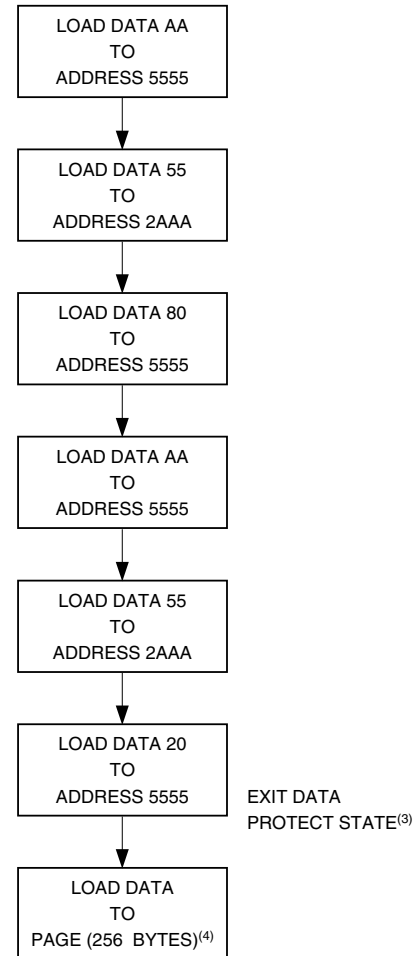 LOAD DATA AA
TO
ADDRESS 5555
LOAD DATA 55
TO
ADDRESS 2AAA
LOAD DATA 80
TO
ADDRESS 5555
LOAD DATA AA
TO
ADDRESS 5555
LOAD DATA 55
TO
ADDRESS 2AAA
LOAD DATA 20
TO
ADDRESS 5555
EXIT DATA
PROTECT STATE(3)
LOAD DATA
TO
PAGE (256 BYTES)(4)